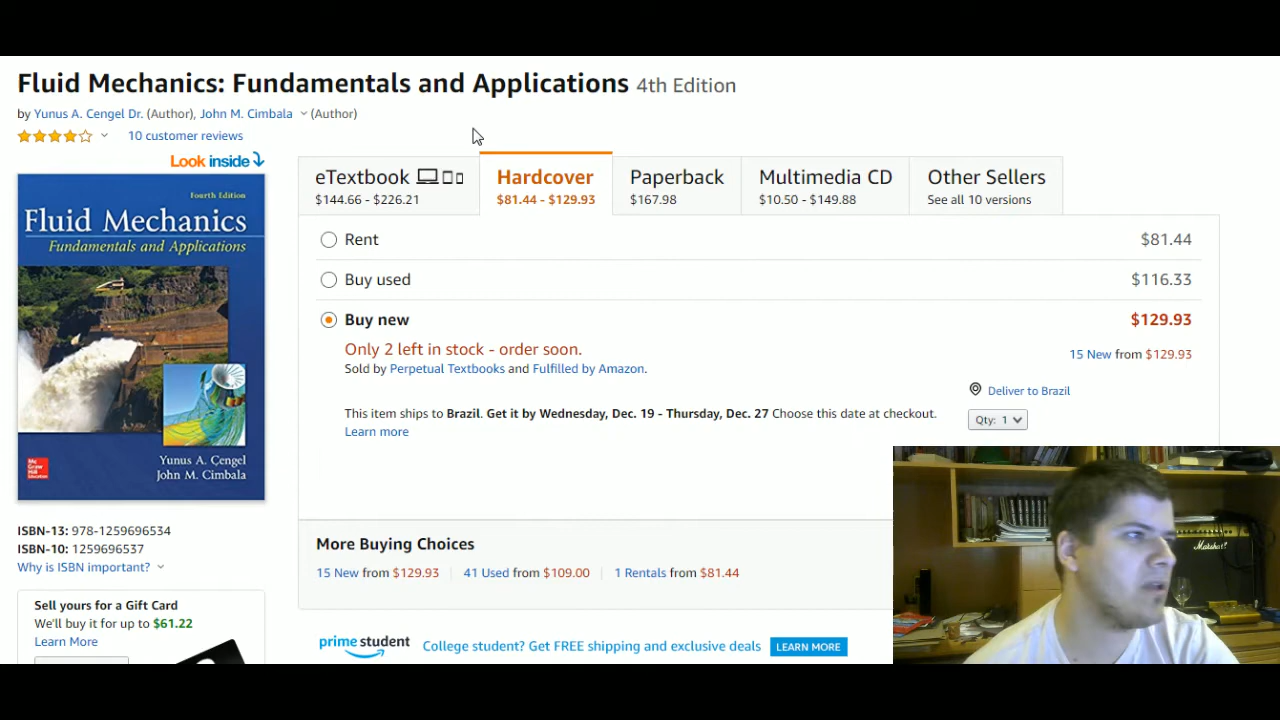 Fluid Mechanics: Fundamentals and Applications 4th Edition
by Yunus A. Cengel Dr. (Author), John M. Cimbala (Author)
10 customer reviews
Look inside
Fourth Edition
Fluid Mechanics
Fundamentals and Applications
Mc
Graw
Hill
Education
Yunus A. Çengel
John M. Cimbala
ISBN-13: 978-1259696534
ISBN-10: 1259696537
Why is ISBN important?
Sell yours for a Gift Card
We'll buy it for up to $61.22
Learn More
eTextbook
$144.66 - $226.21
Hardcover
$81.44 - $129.93
Paperback
$167.98
Multimedia CD
$10.50 - $149.88
Other Sellers
See all 10 versions
Rent $81.44
Buy used $116.33
Buy new $129.93
Only 2 left in stock - order soon.
15 New from $129.93
Sold by Perpetual Textbooks and Fulfilled by Amazon.
Deliver to Brazil
This item ships to Brazil. Get it by Wednesday, Dec. 19 - Thursday, Dec. 27 Choose this date at checkout.
Qty: 1
Learn more
More Buying Choices
15 New from $129.93 | 41 Used from $109.00 | 1 Rentals from $81.44
prime student College student? Get FREE shipping and exclusive deals LEARN MORE
Marshall